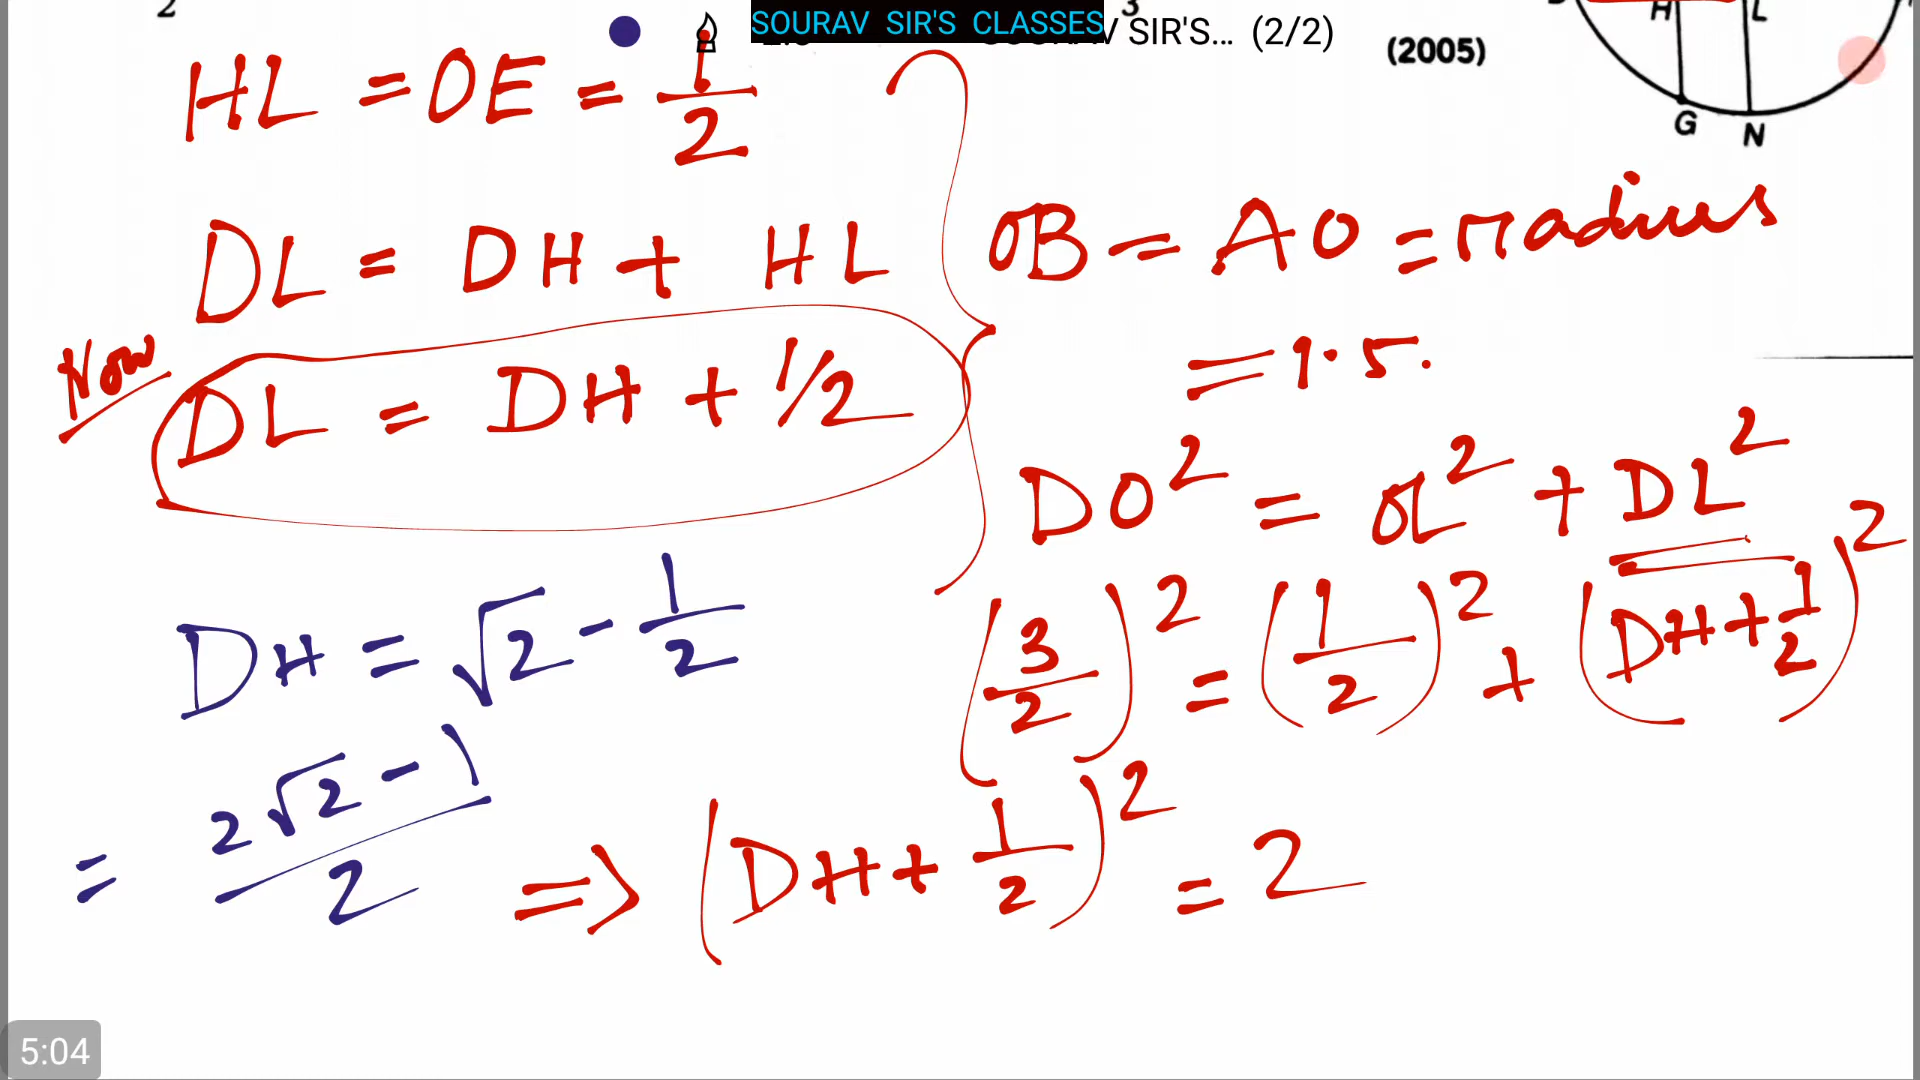 2
SOURAV SIR'S CLASSES
3
V SIR'S... (2/2)
(2005)
H L
G N
HL = OE = 1/2
DL = DH + HL
Now DL = DH + 1/2
DH = √2 - 1/2
= (2√2 - 1)/2
OB = AO = radius
= 1.5.
DO² = OL² + DL²
(3/2)² = (1/2)² + (DH + 1/2)²
=> (DH + 1/2)² = 2
5:04